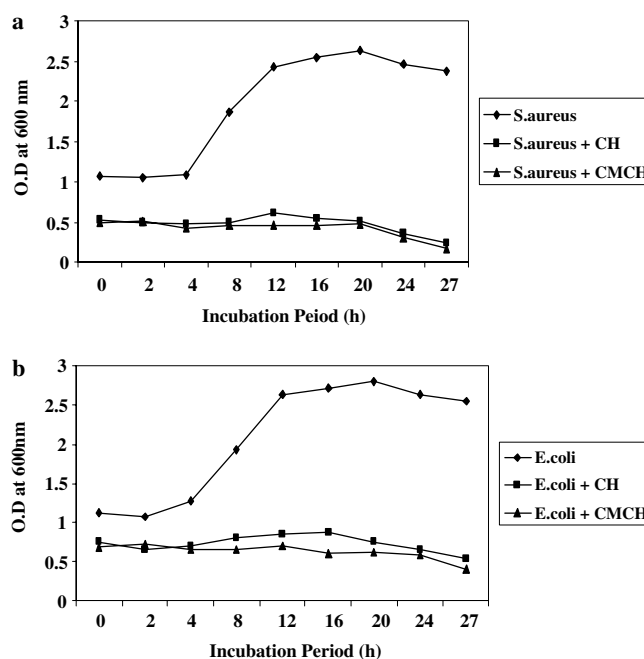 a
3
2.5
2
1.5
1
0.5
0
O.D at 600 nm
0 2 4 8 12 16 20 24 27
Incubation Peiod (h)
S.aureus
S.aureus + CH
S.aureus + CMCH
b
3
2.5
2
1.5
1
0.5
0
O.D at 600nm
0 2 4 8 12 16 20 24 27
Incubation Period (h)
E.coli
E.coli + CH
E.coli + CMCH